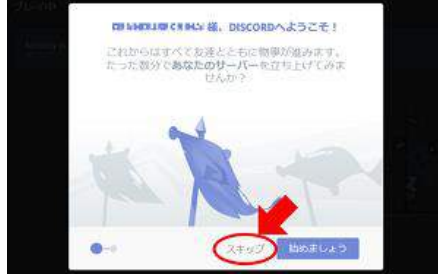 様、DISCORDへようこそ！
これからはすべて友達とともに物事が進みます。
たった数分であなたのサーバーを立ち上げてみま
せんか？
スキップ
始めましょう